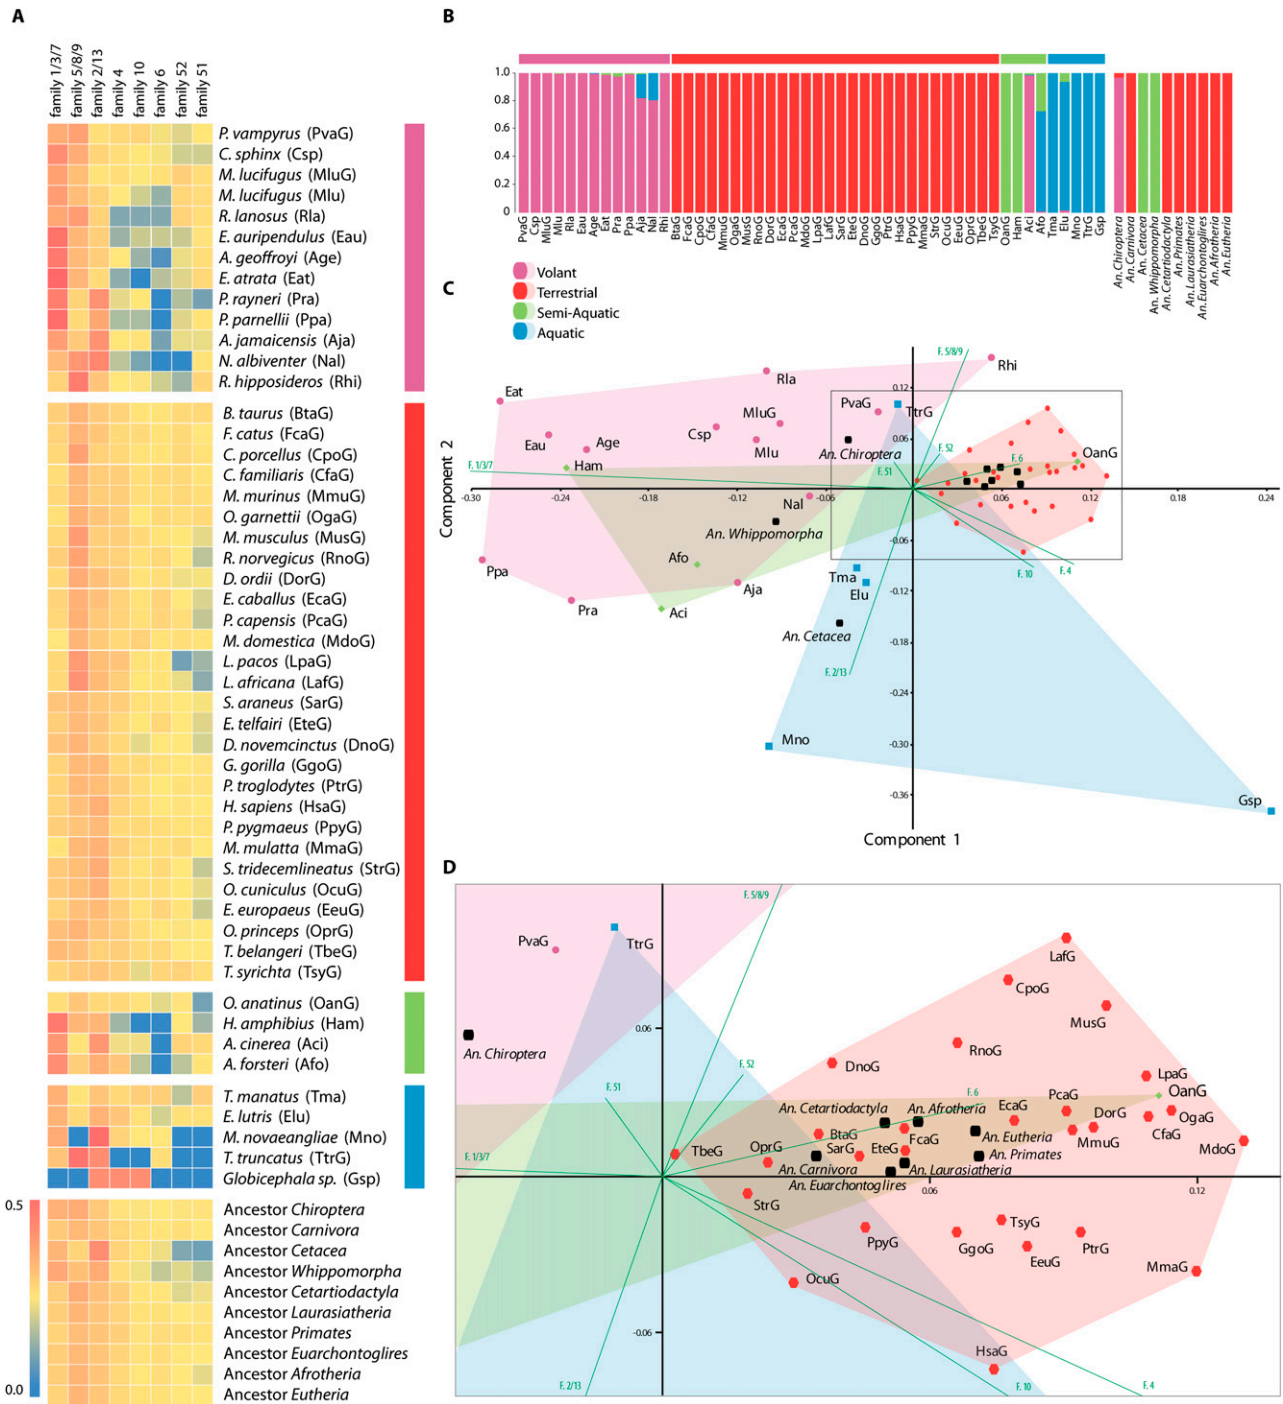 A
family 1/3/7
family 5/8/9
family 2/13
family 4
family 10
family 6
family 52
family 51
P. vampyrus (PvaG)
C. sphinx (Csp)
M. lucifugus (MluG)
M. lucifugus (Mlu)
R. lanosus (Rla)
E. auripendulus (Eau)
A. geoffroyi (Age)
E. atrata (Eat)
P. rayneri (Pra)
P. parnellii (Ppa)
A. jamaicensis (Aja)
N. albiventer (Nal)
R. hipposideros (Rhi)
B. taurus (BtaG)
F. catus (FcaG)
C. porcellus (CpoG)
C. familiaris (CfaG)
M. murinus (MmuG)
O. garnettii (OgaG)
M. musculus (MusG)
R. norvegicus (RnoG)
D. ordii (DorG)
E. caballus (EcaG)
P. capensis (PcaG)
M. domestica (MdoG)
L. pacos (LpaG)
L. africana (LafG)
S. araneus (SarG)
E. telfairi (EteG)
D. novemcinctus (DnoG)
G. gorilla (GgoG)
P. troglodytes (PtrG)
H. sapiens (HsaG)
P. pygmaeus (PpyG)
M. mulatta (MmaG)
S. tridecemlineatus (StrG)
O. cuniculus (OcuG)
E. europaeus (EeuG)
O. princeps (OprG)
T. belangeri (TbeG)
T. syrichta (TsyG)
O. anatinus (OanG)
H. amphibius (Ham)
A. cinerea (Aci)
A. forsteri (Afo)
T. manatus (Tma)
E. lutris (Elu)
M. novaeangliae (Mno)
T. truncatus (TtrG)
Globicephala sp. (Gsp)
0.5
0.0
Ancestor Chiroptera
Ancestor Carnivora
Ancestor Cetacea
Ancestor Whippomorpha
Ancestor Cetartiodactyla
Ancestor Laurasiatheria
Ancestor Primates
Ancestor Euarchontoglires
Ancestor Afrotheria
Ancestor Eutheria
B
1.0
0.8
0.6
0.4
0.2
0
PvaG
Csp
MluG
Mlu
Rla
Eau
Age
Eat
Pra
Ppa
Aja
Nal
Rhi
BtaG
FcaG
CpoG
CfaG
MmuG
OgaG
MusG
RnoG
DorG
EcaG
PcaG
MdoG
LpaG
LafG
SarG
EteG
DnoG
GgoG
PtrG
HsaG
PpyG
MmaG
StrG
OcuG
EeuG
OprG
TbeG
TsyG
OanG
Ham
Aci
Afo
Tma
Elu
Mno
TtrG
Gsp
An. Chiroptera
An. Carnivora
An. Cetacea
An. Whippomorpha
An. Cetartiodactyla
An. Primates
An. Laurasiatheria
An. Euarchontoglires
An. Afrotheria
An. Eutheria
Volant
Terrestrial
Semi-Aquatic
Aquatic
C
Component 2
Component 1
-0.30
-0.24
-0.18
-0.12
-0.06
0.06
0.12
0.18
0.24
0.12
0.06
-0.06
-0.12
-0.18
-0.24
-0.30
-0.36
F. 5/8/9
Rhi
Rla
Eat
PvaG
TtrG
MluG
Csp
Eau
Age
Mlu
An. Chiroptera
F. 52
OanG
F. 1/3/7
Ham
F. 51
F. 6
Nal
An. Whippomorpha
Afo
Ppa
Tma
F. 10
F. 4
Aja
Elu
Pra
Aci
An. Cetacea
F. 2/13
Mno
Gsp
D
F. 5/8/9
PvaG
TtrG
LafG
CpoG
MusG
0.06
An. Chiroptera
RnoG
DnoG
F. 52
LpaG
F. 51
F. 6
OanG
PcaG
An. Cetartiodactyla
An. Afrotheria
EcaG
DorG
OgaG
BtaG
FcaG
An. Eutheria
CfaG
MmuG
TbeG
OprG
SarG
EteG
An. Primates
MdoG
F. 1/3/7
An. Carnivora
An. Laurasiatheria
An. Euarchontoglires
0.06
0.12
StrG
TsyG
PpyG
GgoG
EeuG
PtrG
MmaG
OcuG
-0.06
HsaG
F. 2/13
F. 10
F. 4